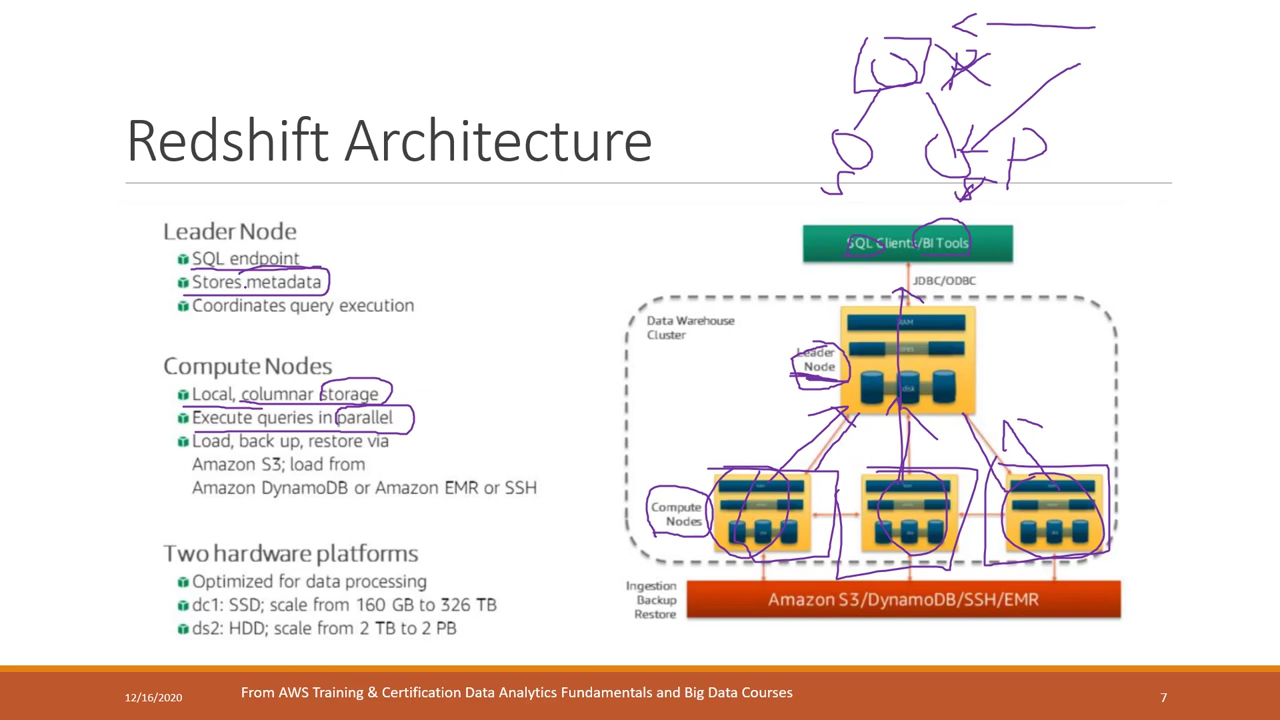 Redshift Architecture
Leader Node
SQL endpoint
Stores metadata
Coordinates query execution
Compute Nodes
Local, columnar storage
Execute queries in parallel
Load, back up, restore via
Amazon S3; load from
Amazon DynamoDB or Amazon EMR or SSH
Two hardware platforms
Optimized for data processing
dc1: SSD; scale from 160 GB to 326 TB
ds2: HDD; scale from 2 TB to 2 PB
P
SQL Clients/BI Tools
JDBC/ODBC
Data Warehouse
Cluster
RAM
Leader
Node
disk
Compute
Nodes
Ingestion
Backup
Restore
Amazon S3/DynamoDB/SSH/EMR
12/16/2020
From AWS Training & Certification Data Analytics Fundamentals and Big Data Courses
7